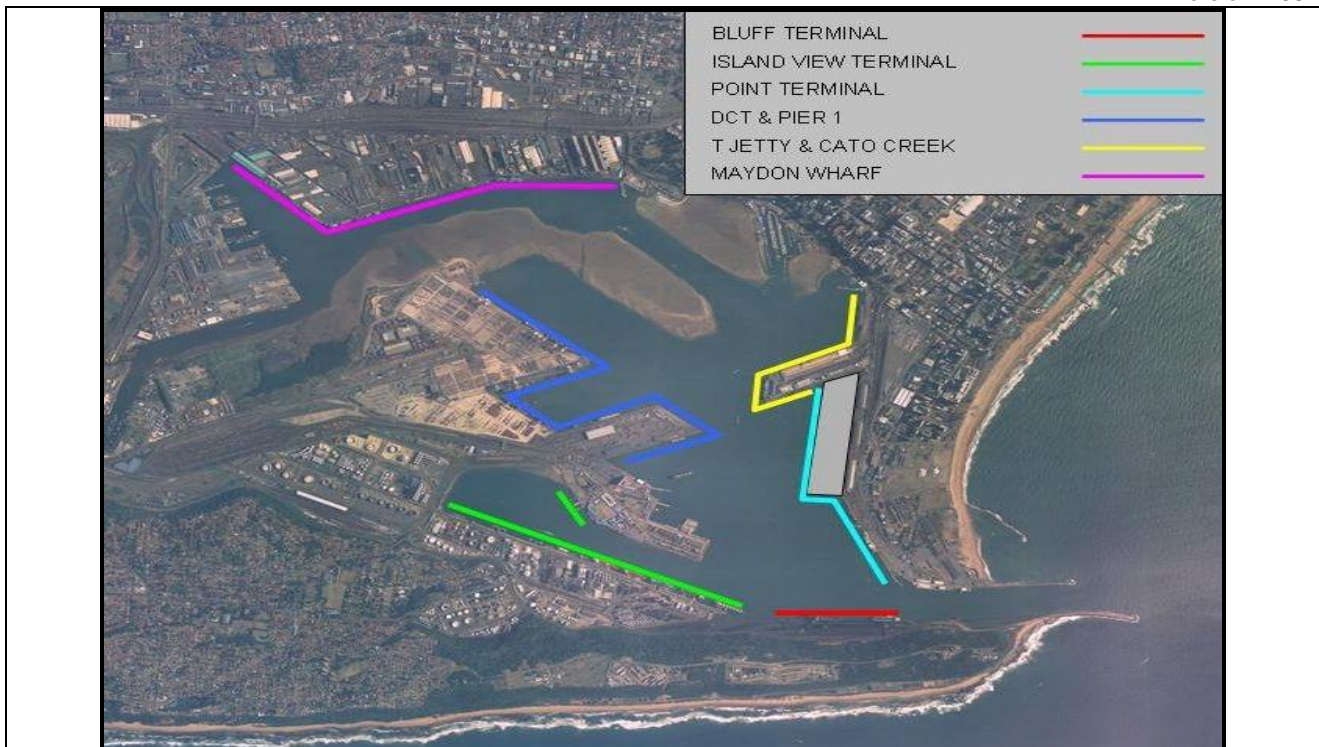 BLUFF TERMINAL
ISLAND VIEW TERMINAL
POINT TERMINAL
DCT & PIER 1
T JETTY & CATO CREEK
MAYDON WHARF